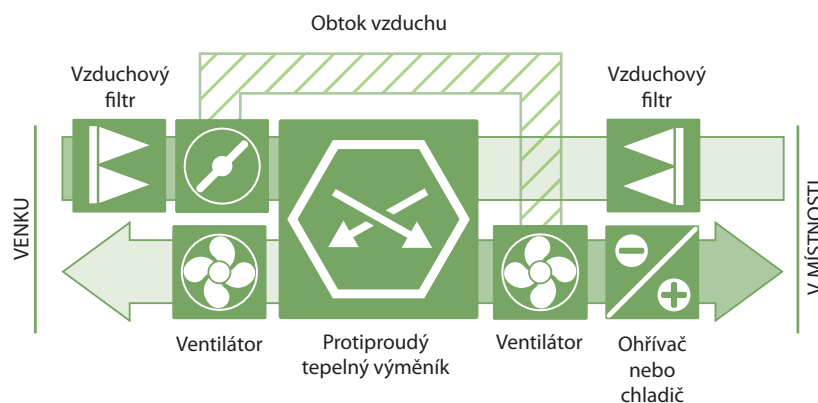 Obtok vzduchu
Vzduchový
filtr
Vzduchový
filtr
VENKU
V MÍSTNOSTI
Ventilátor
Protiproudý
tepelný výměník
Ventilátor
Ohřívač
nebo
chladič